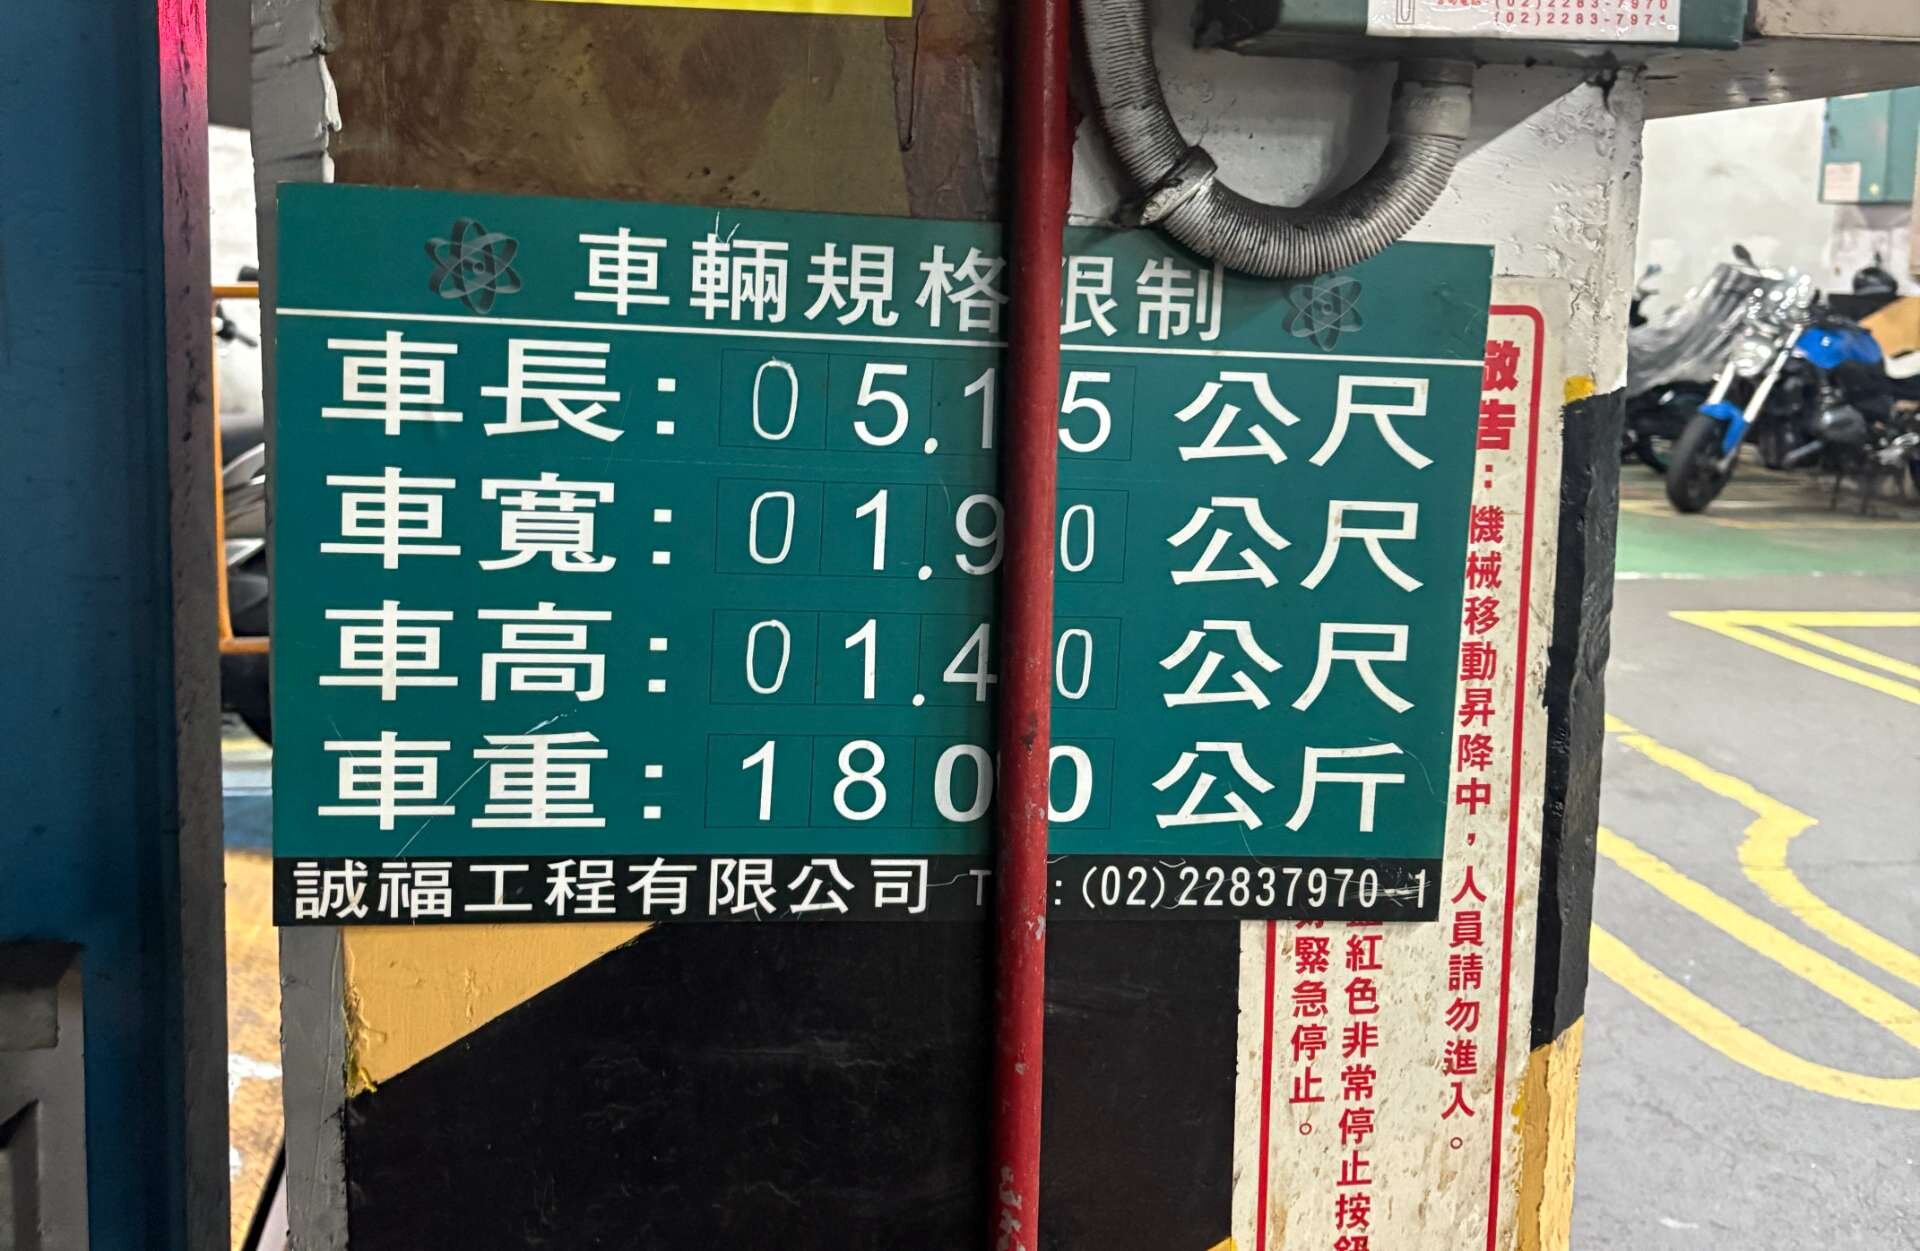 (02)2283-7970
(02)2283-7971
車輛規格限制
車長：05.15公尺
車寬：01.90公尺
車高：01.40公尺
車重：1800公斤
誠福工程有限公司 T :(02)22837970-1
敬告：機械移動昇降中，人員請勿進入。
紅色非常停止按鈕
緊急停止。